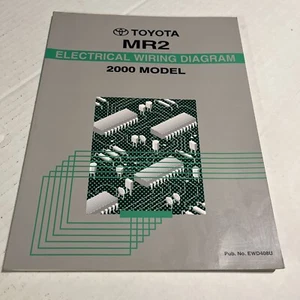 TOYOTA
MR2
ELECTRICAL WIRING DIAGRAM
2000 MODEL
Pub. No. EWD408U